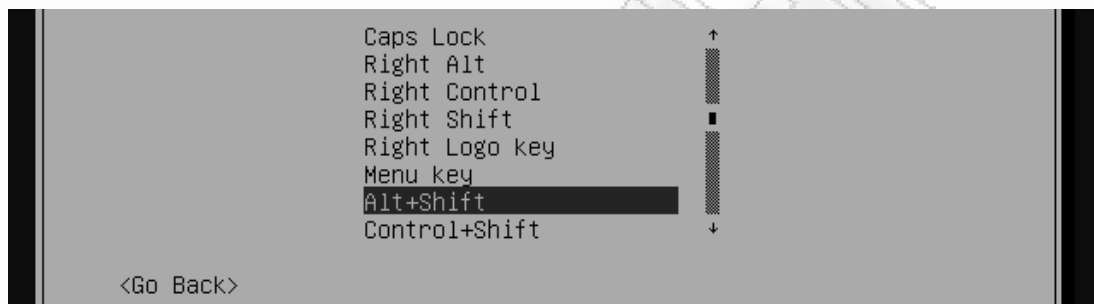 Caps Lock
Right Alt
Right Control
Right Shift
Right Logo key
Menu key
Alt+Shift
Control+Shift
<Go Back>